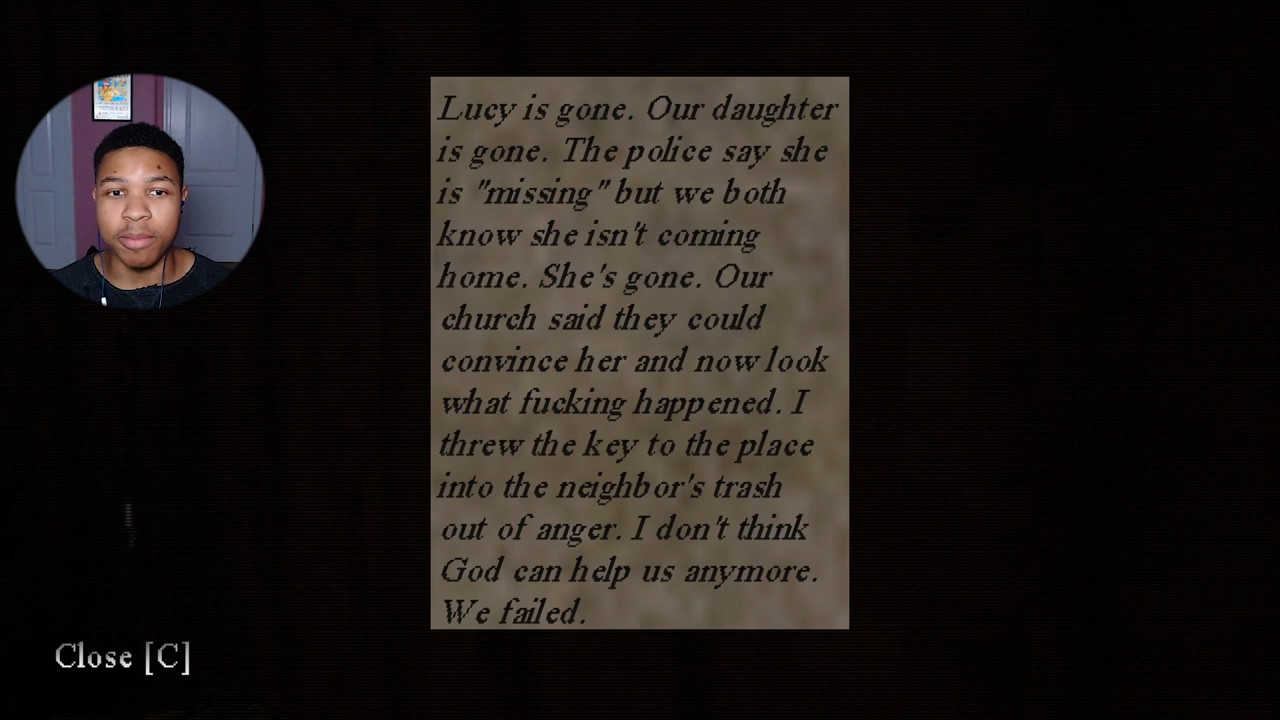 Lucy is gone. Our daughter
is gone. The police say she
is "missing" but we both
know she isn't coming
home. She's gone. Our
church said they could
convince her and now look
what fucking happened. I
threw the key to the place
into the neighbor's trash
out of anger. I don't think
God can help us anymore.
We failed.
Close [C]